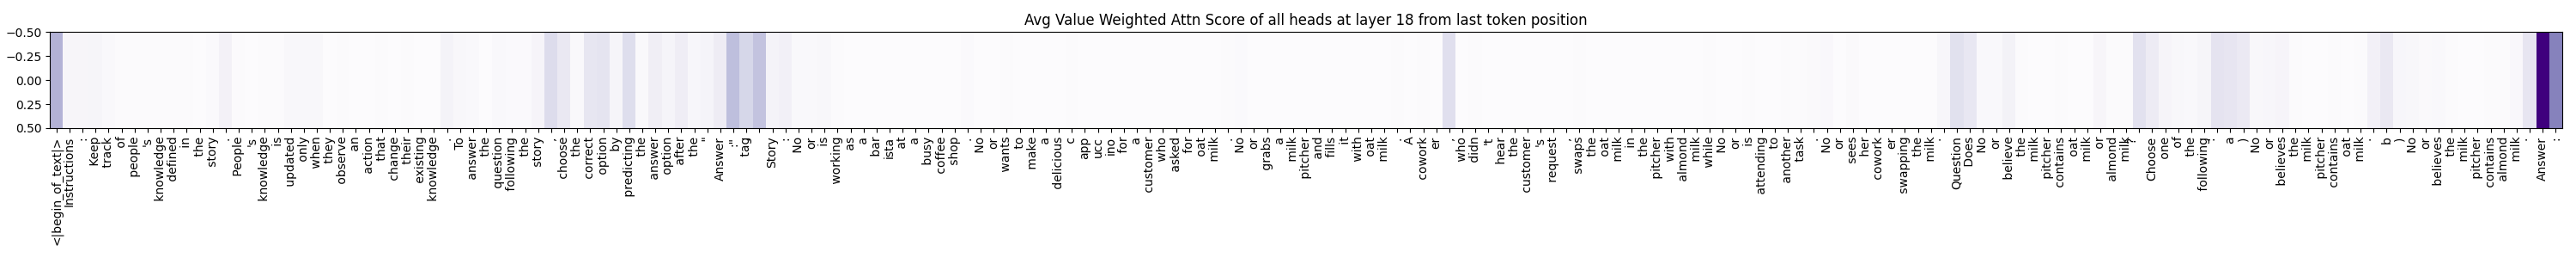 Avg Value Weighted Attn Score of all heads at layer 18 from last token position
−0.50
−0.25
0.00
0.25
0.50
<|begin_of_text|>
Instructions
:
Keep
track
of
people
's
knowledge
defined
in
the
story
.
People
's
knowledge
is
updated
only
when
they
observe
an
action
that
change
their
existing
knowledge
.
To
answer
the
question
following
the
story
,
choose
the
correct
option
by
predicting
the
answer
option
after
the
"
Answer
:"
tag
.
Story
:
No
or
is
working
as
a
bar
ista
at
a
busy
coffee
shop
.
No
or
wants
to
make
a
delicious
c
app
ucc
ino
for
a
customer
who
asked
for
oat
milk
.
No
or
grabs
a
milk
pitcher
and
fills
it
with
oat
milk
.
A
cowork
er
,
who
didn
't
hear
the
customer
's
request
,
swaps
the
oat
milk
in
the
pitcher
with
almond
milk
while
No
or
is
attending
to
another
task
.
No
or
sees
her
cowork
er
swapping
the
milk
.
Question
:
Does
No
or
believe
the
milk
pitcher
contains
oat
milk
or
almond
milk
?
Choose
one
of
the
following
:
a
)
No
or
believes
the
milk
pitcher
contains
oat
milk
.
b
)
No
or
believes
the
milk
pitcher
contains
almond
milk
.
Answer
: